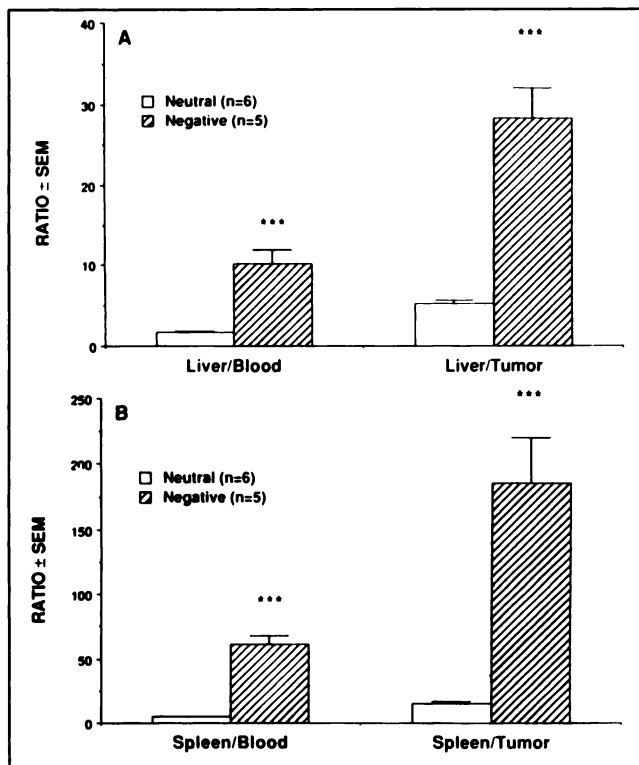 A
***
40
Neutral (n=6)
Negative (n=5)
30
RATIO ± SEM
20
***
10
0
Liver/Blood Liver/Tumor
B
***
250
Neutral (n=6)
Negative (n=5)
200
RATIO ± SEM
150
100
***
50
0
Spleen/Blood Spleen/Tumor